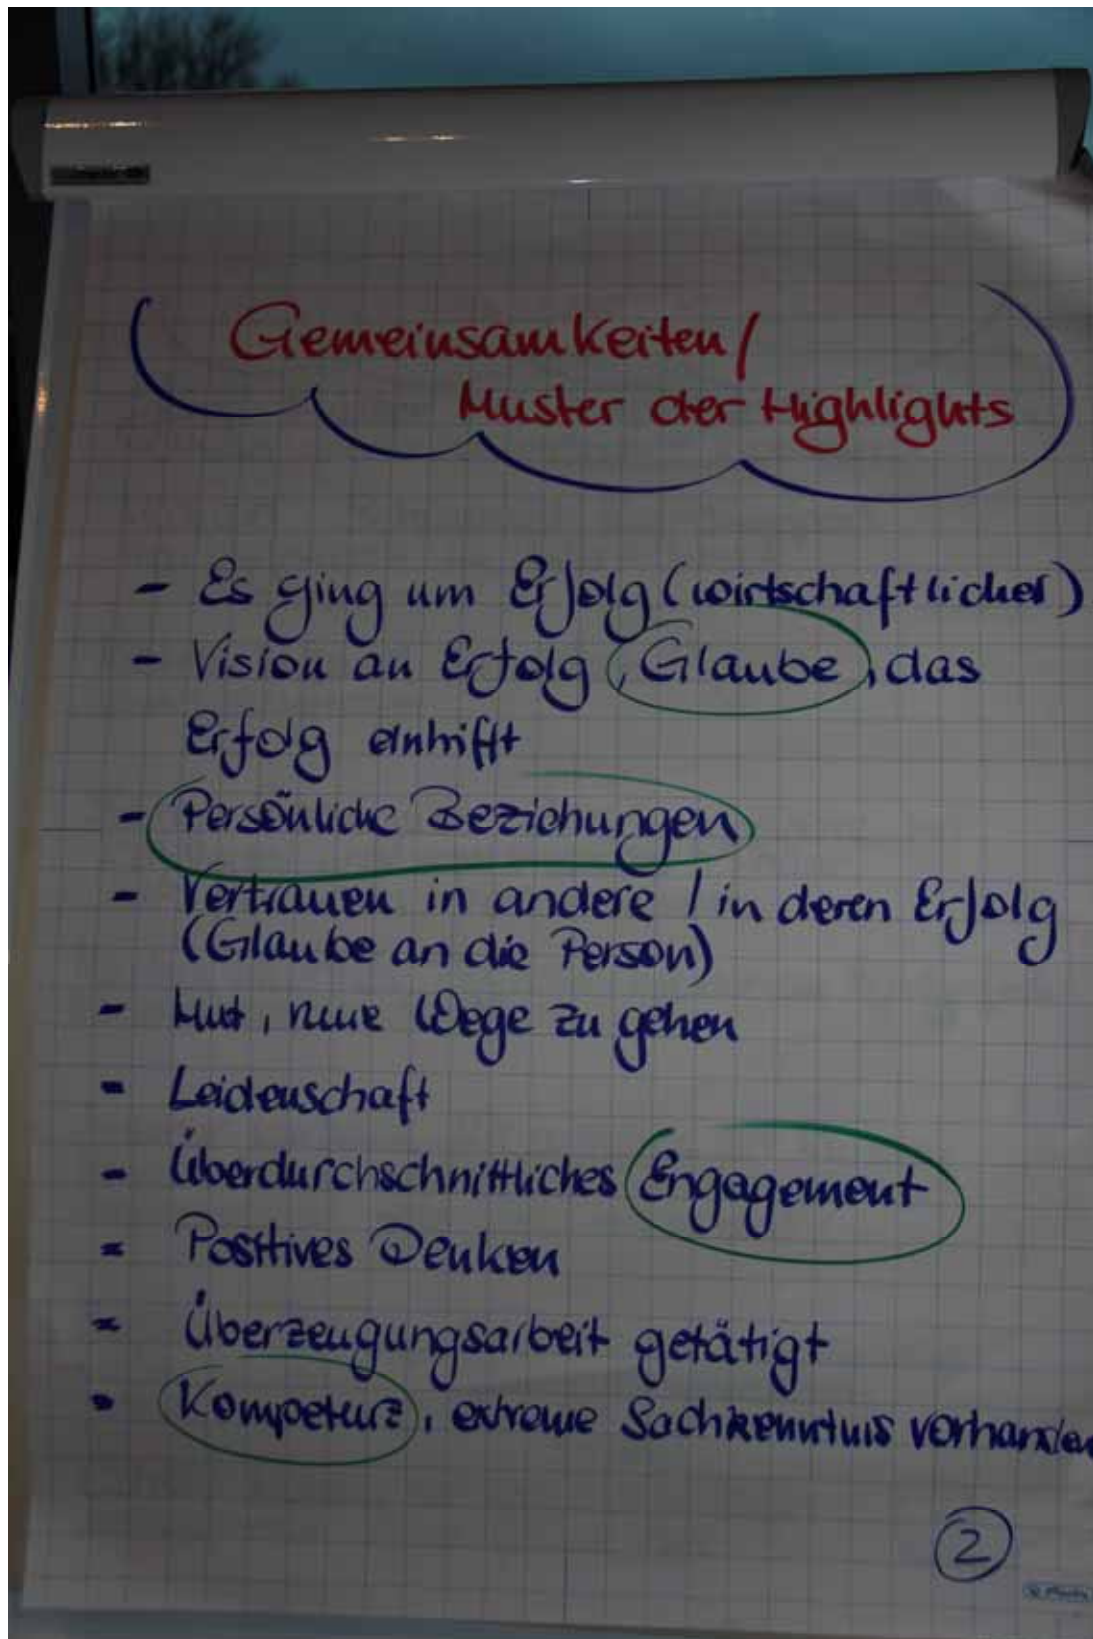 Gemeinsamkeiten/
Muster der Highlights
- Es ging um Erfolg (wirtschaftlicher)
- Vision an Erfolg, Glaube, das
Erfolg eintrifft
- Persönliche Beziehungen
- Vertrauen in andere / in deren Erfolg
(Glaube an die Person)
- Mut, neue Wege zu gehen
- Leidenschaft
- Überdurchschnittliches Engagement
- Positives Denken
- Überzeugungsarbeit getätigt
- Kompetenz, extreme Sachkenntnis vorhanden
2